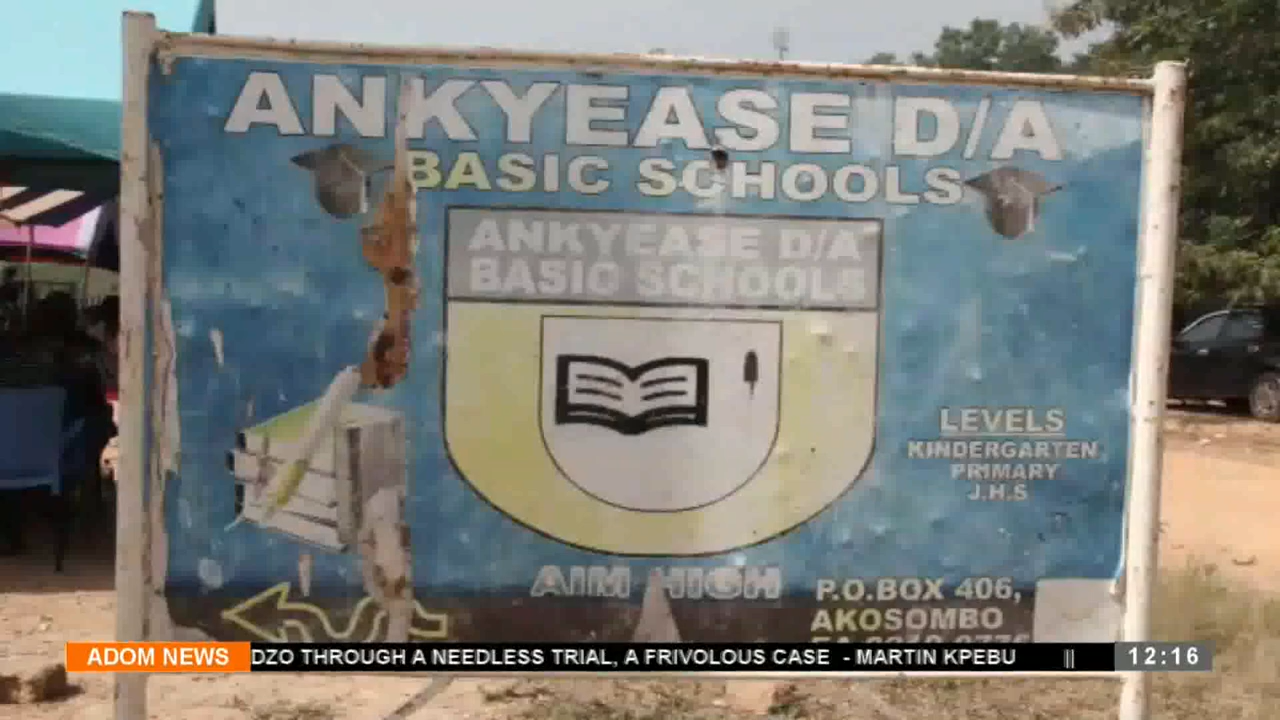 ANKYEASE D/A
BASIC SCHOOLS
ANKYEASE D/A
BASIC SCHOOLS
LEVELS
KINDERGARTEN
PRIMARY
J.H.S
AIM HIGH
P.O.BOX 406,
AKOSOMBO
ADOM NEWS
DZO THROUGH A NEEDLESS TRIAL, A FRIVOLOUS CASE - MARTIN KPEBU
12:16